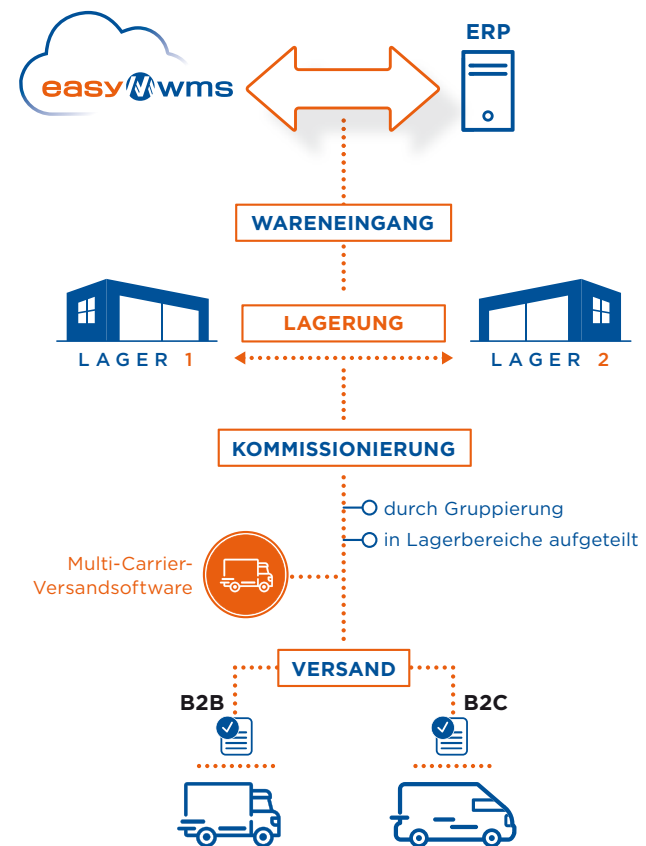 ERP
easy wms
WARENEINGANG
LAGERUNG
LAGER 1
LAGER 2
KOMMISSIONIERUNG
durch Gruppierung
in Lagerbereiche aufgeteilt
Multi-Carrier-
Versandsoftware
VERSAND
B2B
B2C